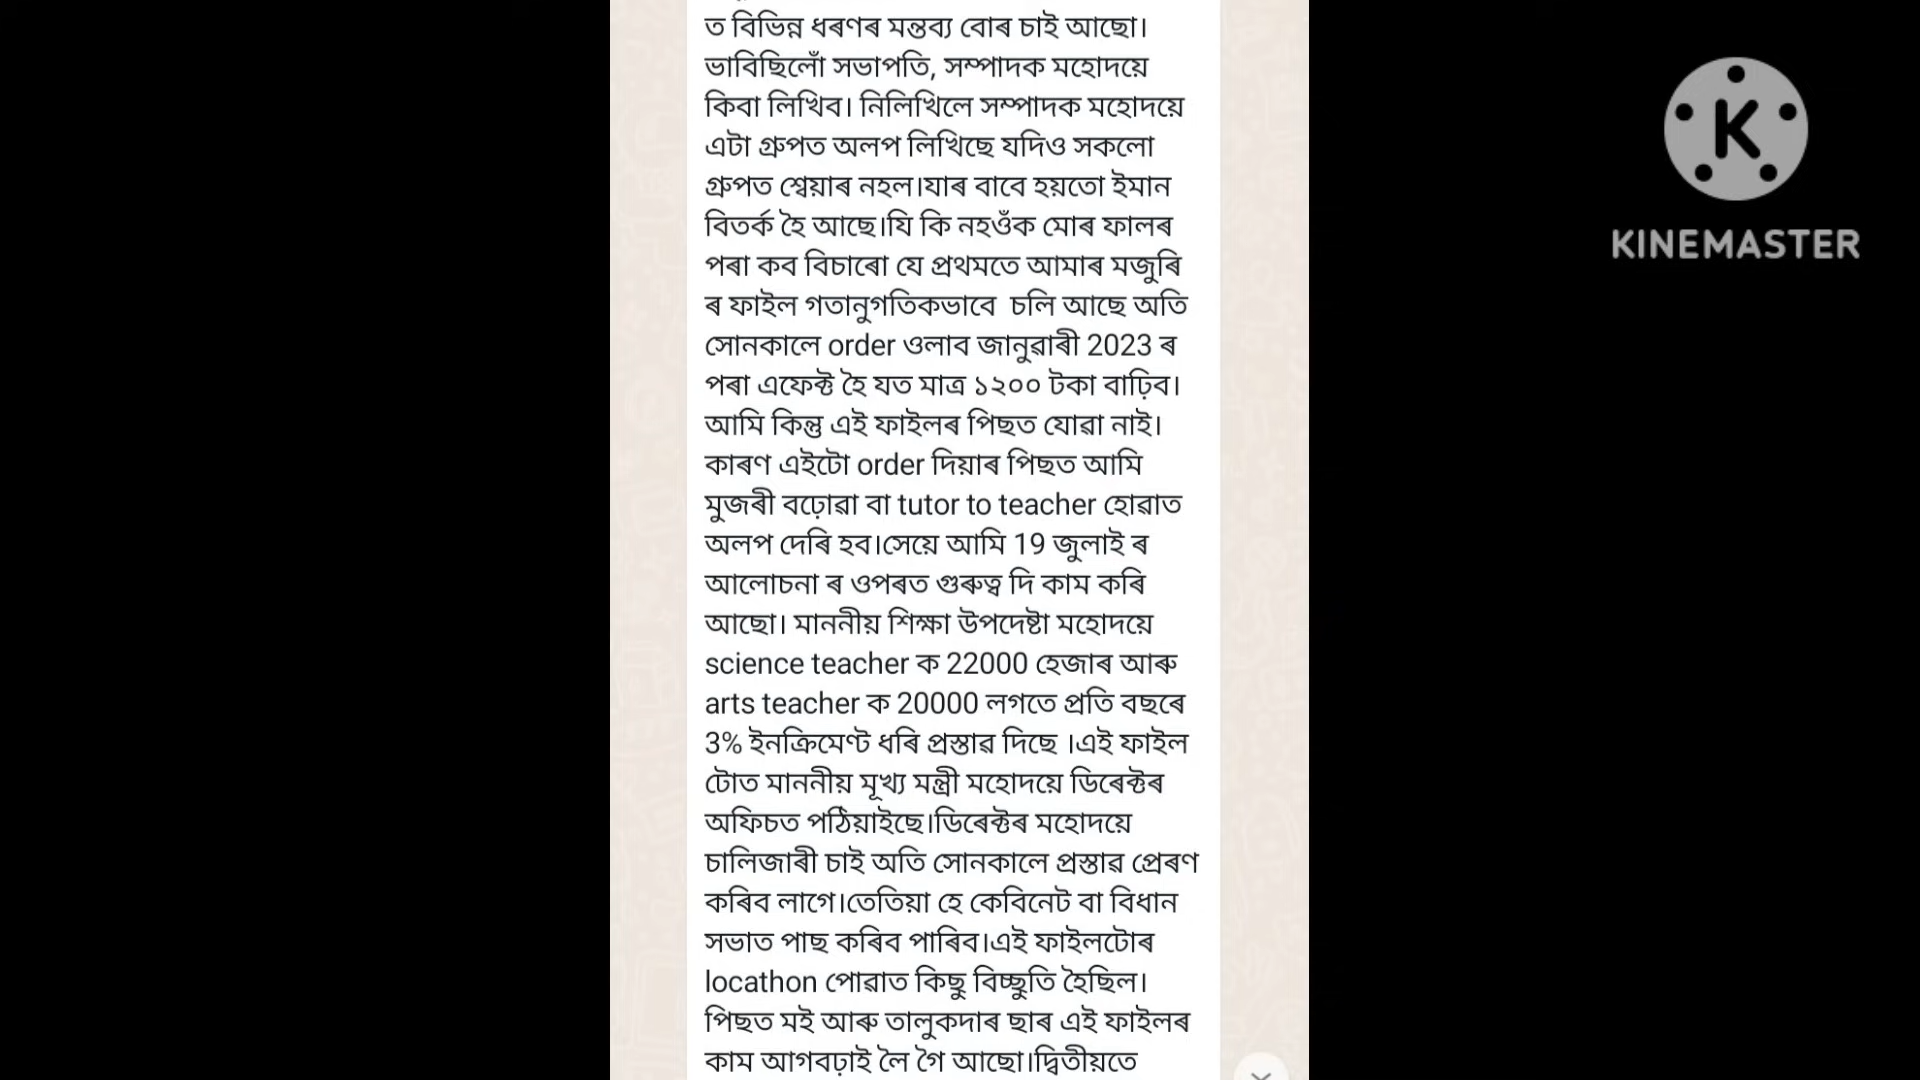 ত বিভিন্ন ধৰণৰ মন্তব্য বোৰ চাই আছো।
ভাবিছিলোঁ সভাপতি, সম্পাদক মহোদয়ে
কিবা লিখিব। নিলিখিলে সম্পাদক মহোদয়ে
এটা গ্ৰুপত অলপ লিখিছে যদিও সকলো
গ্ৰুপত শ্বেয়াৰ নহল।যাৰ বাবে হয়তো ইমান
বিতৰ্ক হৈ আছে।যি কি নহওঁক মোৰ ফালৰ
পৰা কব বিচাৰো যে প্ৰথমতে আমাৰ মজুৰি
ৰ ফাইল গতানুগতিকভাবে চলি আছে অতি
সোনকালে order ওলাব জানুৱাৰী 2023 ৰ
পৰা এফেক্ট হৈ যত মাত্ৰ ১২০০ টকা বাঢ়িব।
আমি কিন্তু এই ফাইলৰ পিছত যোৱা নাই।
কাৰণ এইটো order দিয়াৰ পিছত আমি
মুজৰী বঢ়োৱা বা tutor to teacher হোৱাত
অলপ দেৰি হব।সেয়ে আমি 19 জুলাই ৰ
আলোচনা ৰ ওপৰত গুৰুত্ব দি কাম কৰি
আছো। মাননীয় শিক্ষা উপদেষ্টা মহোদয়ে
science teacher ক 22000 হেজাৰ আৰু
arts teacher ক 20000 লগতে প্ৰতি বছৰে
3% ইনক্ৰিমেণ্ট ধৰি প্ৰস্তাৱ দিছে ।এই ফাইল
টোত মাননীয় মূখ্য মন্ত্ৰী মহোদয়ে ডিৰেক্টৰ
অফিচত পঠিয়াইছে।ডিৰেক্টৰ মহোদয়ে
চালিজাৰী চাই অতি সোনকালে প্ৰস্তাৱ প্ৰেৰণ
কৰিব লাগে।তেতিয়া হে কেবিনেট বা বিধান
সভাত পাছ কৰিব পাৰিব।এই ফাইলটোৰ
locathon পোৱাত কিছু বিচ্ছুতি হৈছিল।
পিছত মই আৰু তালুকদাৰ ছাৰ এই ফাইলৰ
কাম আগবঢ়াই লৈ গৈ আছো।দ্বিতীয়তে
K
KINEMASTER